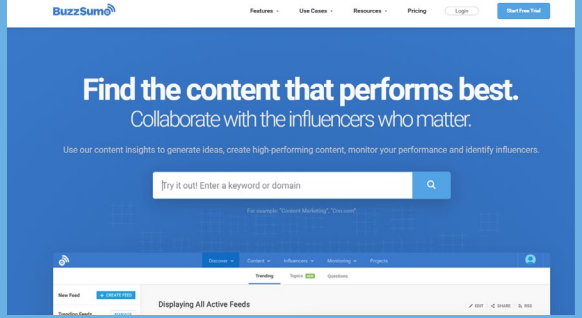 BuzzSumo
Features Use Cases Resources Pricing Login Start Free Trial
Find the content that performs best.
Collaborate with the influencers who matter.
Use our content insights to generate ideas, create high-performing content, monitor your performance and identify influencers.
Try it out! Enter a keyword or domain
For example: "Content Marketing", "Cnn.com"
Discover Content Influencers Monitoring Projects
Trending Topics NEW Questions
New Feed + CREATE FEED
Displaying All Active Feeds
EDIT SHARE RSS
Trending Feeds